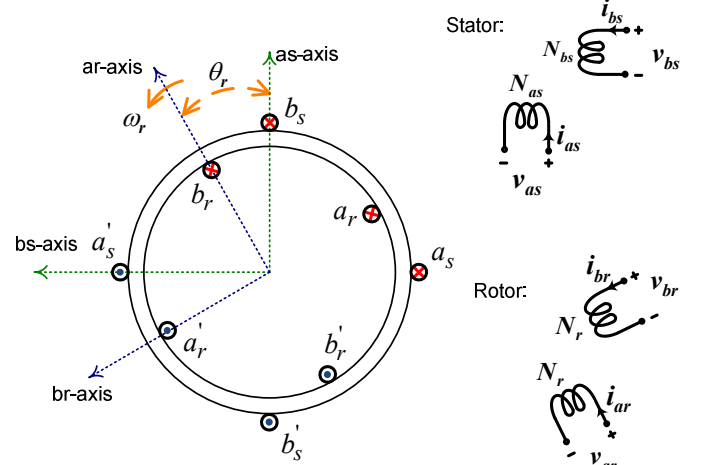 as-axis
ar-axis
θr
ωr
bs
br
ar
as
a's
bs-axis
a'r
b'r
br-axis
b's
Stator:
ibs
+
Nbs
vbs
-
Nas
ias
- +
vas
Rotor:
ibr
+
vbr
Nr
-
Nr
iar
+
-
var